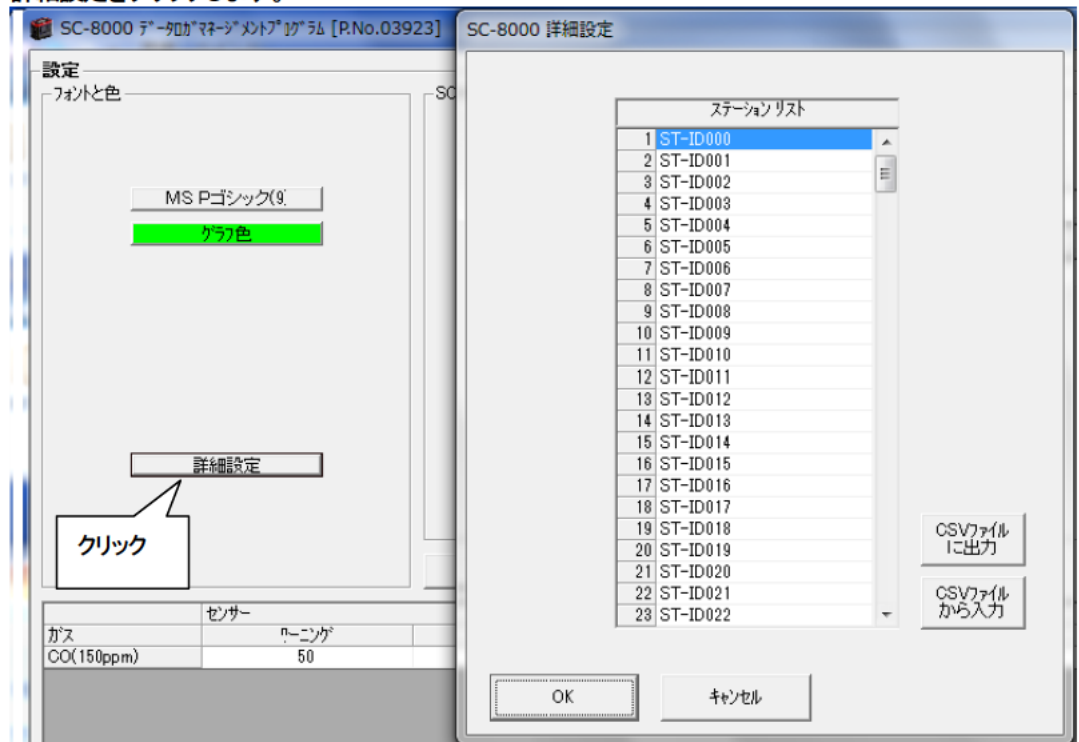 SC-8000 ﾃﾞｰﾀﾛｶﾞﾏﾈｰｼﾞﾒﾝﾄﾌﾟﾛｸﾞﾗﾑ [P.No.03923]
設定
ﾌｫﾝﾄと色
SC
MS Pゴシック(9
ｸﾞﾗﾌ色
詳細設定
クリック
センサー
ガス
CO(150ppm) 50
SC-8000 詳細設定
ステーション リスト
1 ST-ID000
2 ST-ID001
3 ST-ID002
4 ST-ID003
5 ST-ID004
6 ST-ID005
7 ST-ID006
8 ST-ID007
9 ST-ID008
10 ST-ID009
11 ST-ID010
12 ST-ID011
13 ST-ID012
14 ST-ID013
15 ST-ID014
16 ST-ID015
17 ST-ID016
18 ST-ID017
19 ST-ID018
20 ST-ID019
21 ST-ID020
22 ST-ID021
23 ST-ID022
CSVファイル
に出力
CSVファイル
から入力
OK
キャンセル